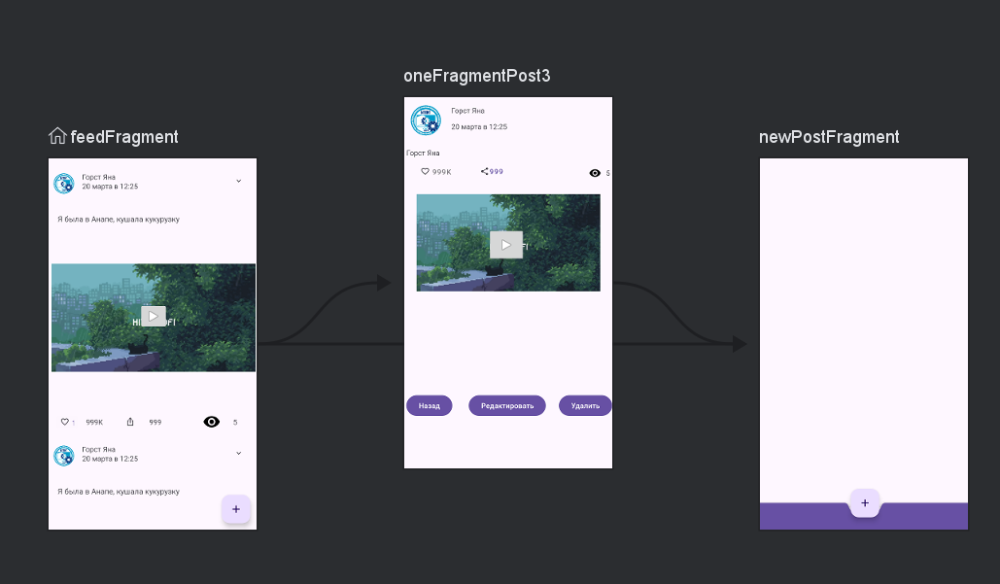 feedFragment
Горст Яна
20 марта в 12:25
Я была в Анапе, кушала кукурузку
1 999K 999 5
Горст Яна
20 марта в 12:25
Я была в Анапе, кушала кукурузку
+
oneFragmentPost3
Горст Яна
20 марта в 12:25
Горст Яна
999K 999 5
Назад Редактировать Удалить
newPostFragment
+